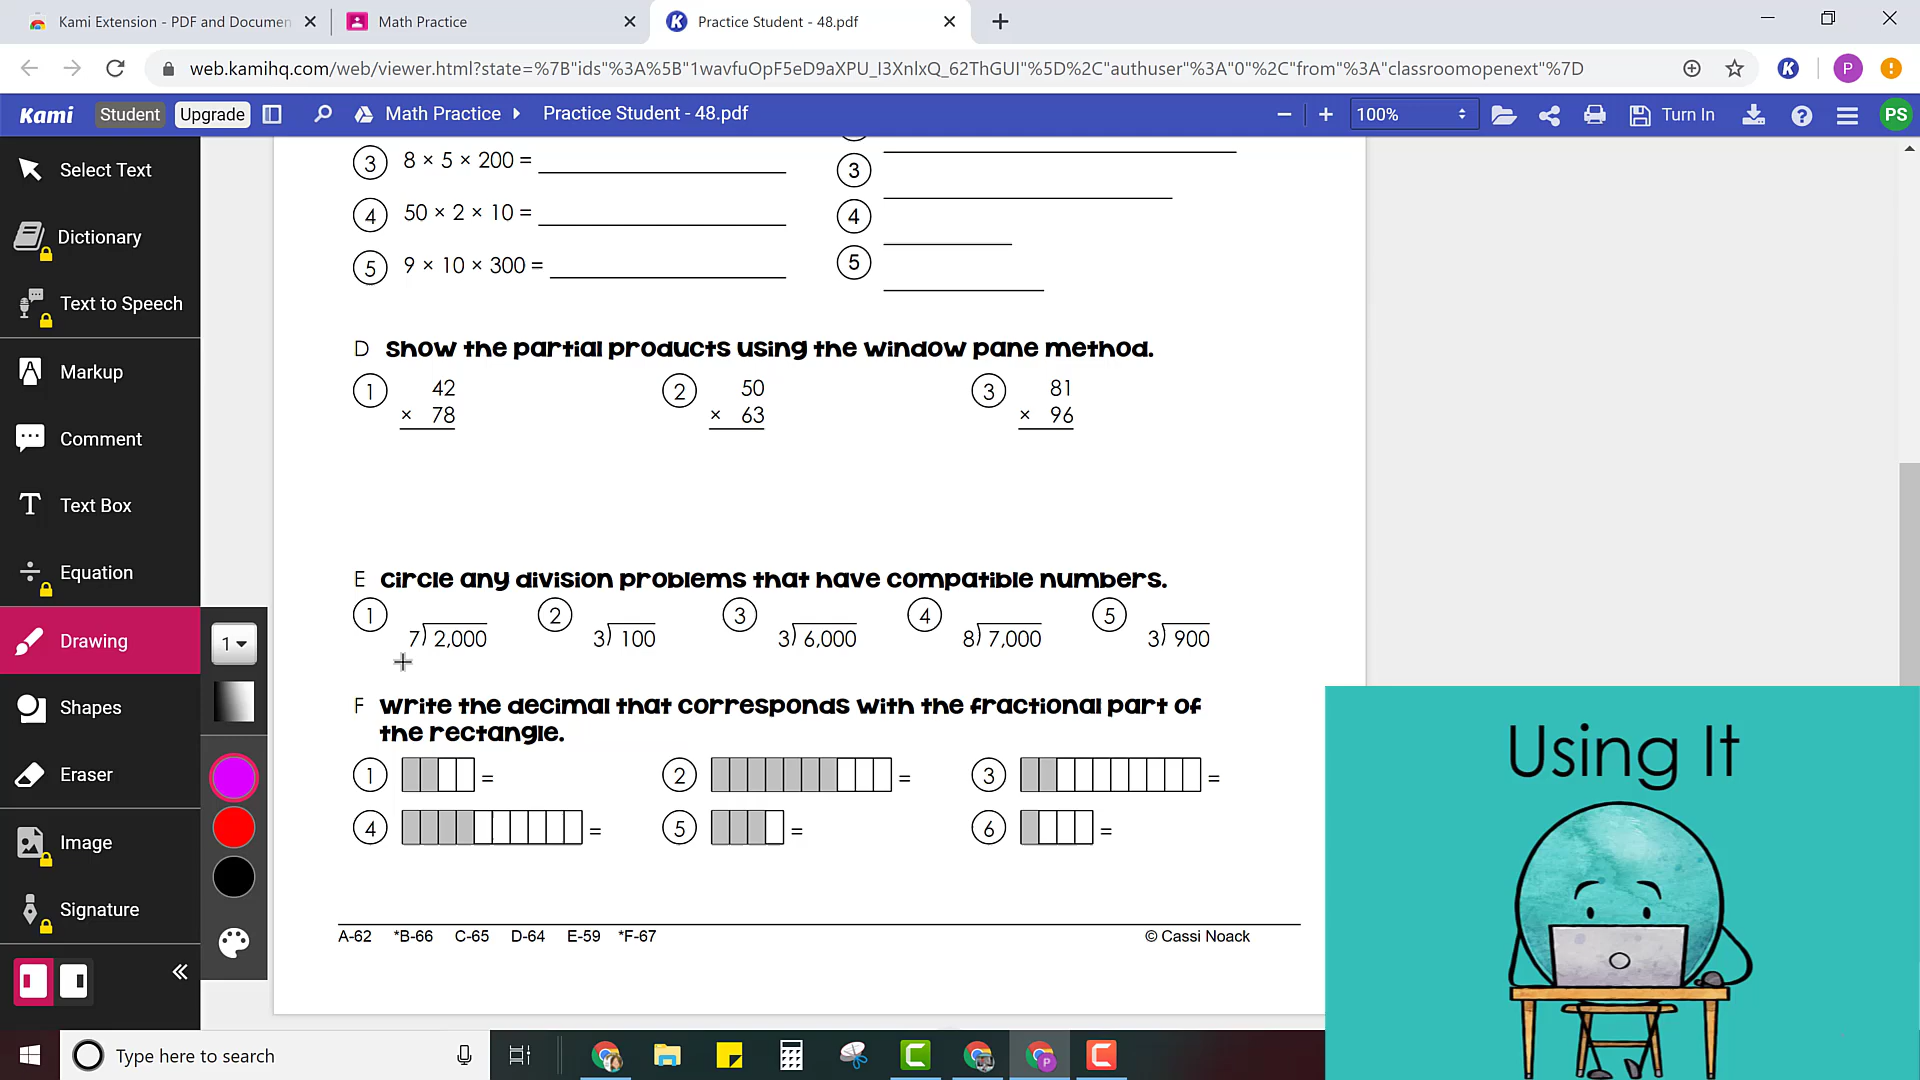 Kami Extension - PDF and Documen
Math Practice
Practice Student - 48.pdf
web.kamihq.com/web/viewer.html?state=%7B"ids"%3A%5B"1wavfuOpF5eD9aXPU_I3XnlxQ_62ThGUI"%5D%2C"authuser"%3A"0"%2C"from"%3A"classroomopenext"%7D
P
Kami
Student
Upgrade
Math Practice
Practice Student - 48.pdf
100%
Turn In
PS
Select Text
Dictionary
Text to Speech
Markup
Comment
Text Box
Equation
Drawing
Shapes
Eraser
Image
Signature
1
3 8 × 5 × 200 =
4 50 × 2 × 10 =
5 9 × 10 × 300 =
3
4
5
D Show the partial products using the window pane method.
1 42
× 78
2 50
× 63
3 81
× 96
E Circle any division problems that have compatible numbers.
1 7)2,000
2 3)100
3 3)6,000
4 8)7,000
5 3)900
F Write the decimal that corresponds with the fractional part of
the rectangle.
1 =
2 =
3 =
4 =
5 =
6 =
A-62 *B-66 C-65 D-64 E-59 *F-67
© Cassi Noack
Using It
Type here to search